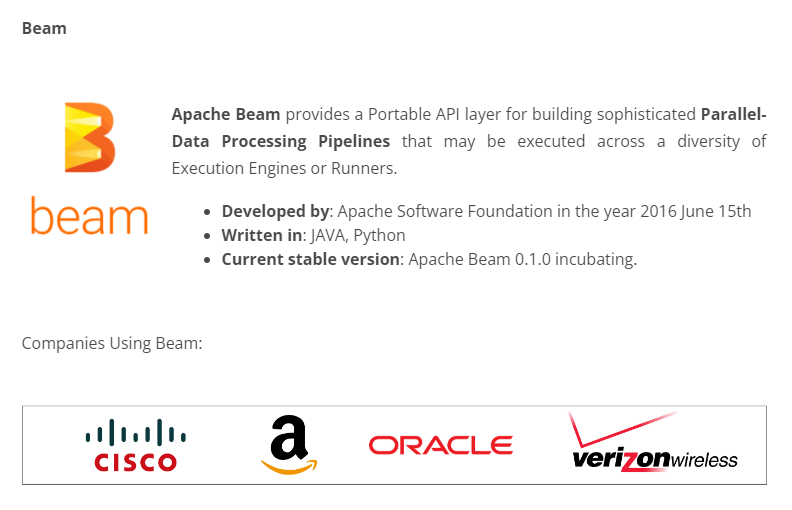 Beam
Apache Beam provides a Portable API layer for building sophisticated Parallel-
Data Processing Pipelines that may be executed across a diversity of
Execution Engines or Runners.
beam
• Developed by: Apache Software Foundation in the year 2016 June 15th
• Written in: JAVA, Python
• Current stable version: Apache Beam 0.1.0 incubating.
Companies Using Beam:
CISCO
a
ORACLE
verizonwireless